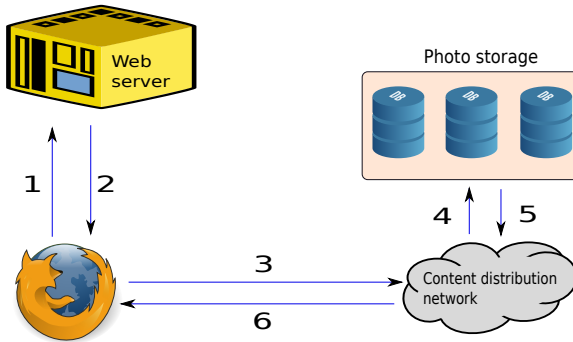 Web
server
Photo storage
DB
DB
DB
1
2
4
5
3
6
Content distribution
network